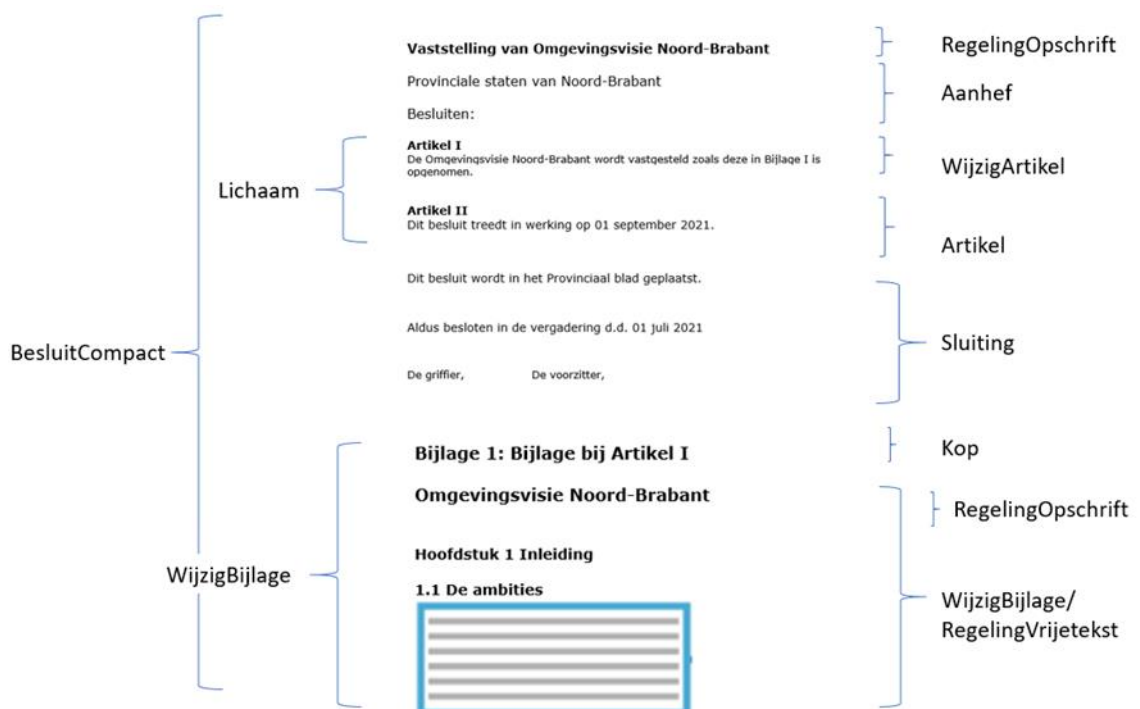 Vaststelling van Omgevingsvisie Noord-Brabant
RegelingOpschrift
Provinciale staten van Noord-Brabant
Aanhef
Besluiten:
Artikel I
De Omgevingsvisie Noord-Brabant wordt vastgesteld zoals deze in Bijlage I is
opgenomen.
WijzigArtikel
Lichaam
Artikel II
Dit besluit treedt in werking op 01 september 2021.
Artikel
Dit besluit wordt in het Provinciaal blad geplaatst.
Aldus besloten in de vergadering d.d. 01 juli 2021
Sluiting
BesluitCompact
De griffier, De voorzitter,
Bijlage 1: Bijlage bij Artikel I
Kop
Omgevingsvisie Noord-Brabant
RegelingOpschrift
Hoofdstuk 1 Inleiding
WijzigBijlage
1.1 De ambities
WijzigBijlage/
RegelingVrijetekst